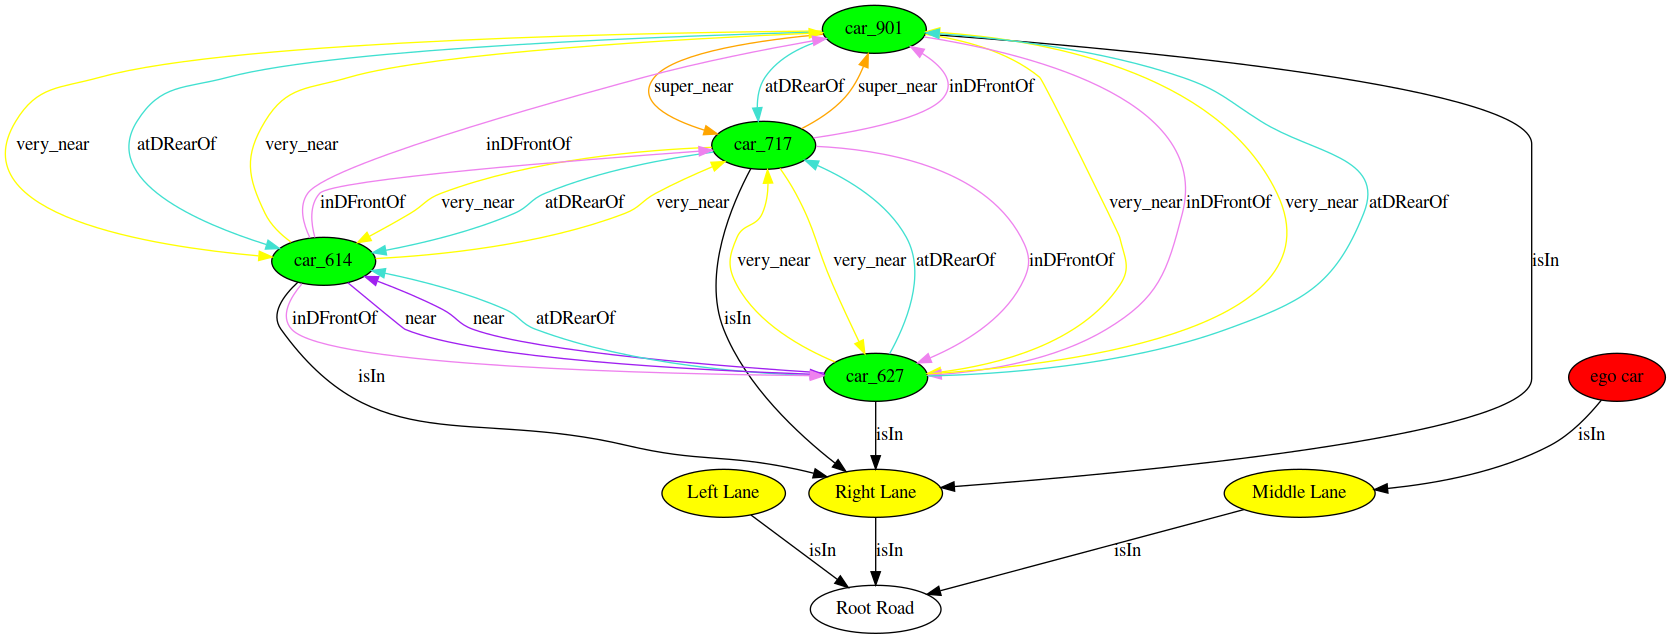 car_901
super_near
atDRearOf
super_near
inDFrontOf
very_near
atDRearOf
very_near
inDFrontOf
car_717
inDFrontOf
very_near
atDRearOf
very_near
very_near
inDFrontOf
very_near
atDRearOf
car_614
very_near
very_near
atDRearOf
inDFrontOf
isIn
inDFrontOf
near
near
atDRearOf
isIn
isIn
car_627
ego car
isIn
isIn
Left Lane
Right Lane
Middle Lane
isIn
isIn
isIn
Root Road